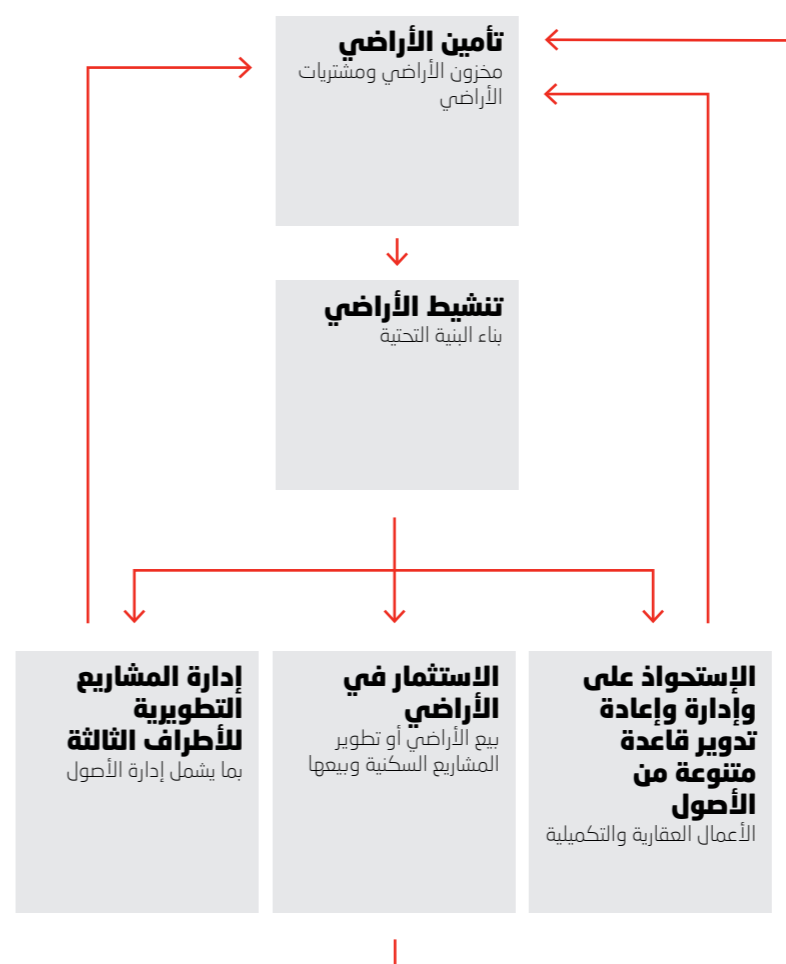 تأمين الأراضي
مخزون الأراضي ومشتريات
الأراضي
تنشيط الأراضي
بناء البنية التحتية
الإستحواذ على
وإدارة وإعادة
تدوير قاعدة
متنوعة من
الأصول
الأعمال العقارية والتكميلية
الاستثمار في
الأراضي
بيع الأراضي أو تطوير
المشاريع السكنية وبيعها
إدارة المشاريع
التطويرية
للأطراف الثالثة
بما يشمل إدارة الأصول